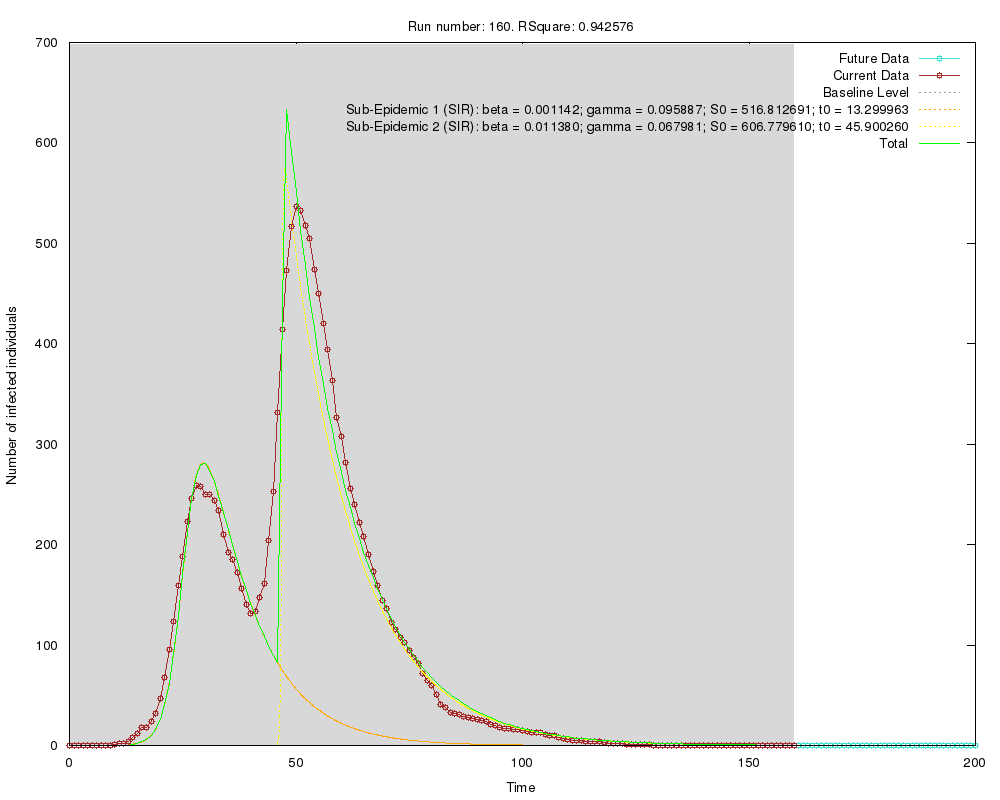 Run number: 160. RSquare: 0.942576
700
600
500
400
300
200
100
0
Number of infected individuals
Future Data
Current Data
Baseline Level
Sub-Epidemic 1 (SIR): beta = 0.001142; gamma = 0.095887; S0 = 516.812691; t0 = 13.299963
Sub-Epidemic 2 (SIR): beta = 0.011380; gamma = 0.067981; S0 = 606.779610; t0 = 45.900260
Total
0 50 100 150 200
Time